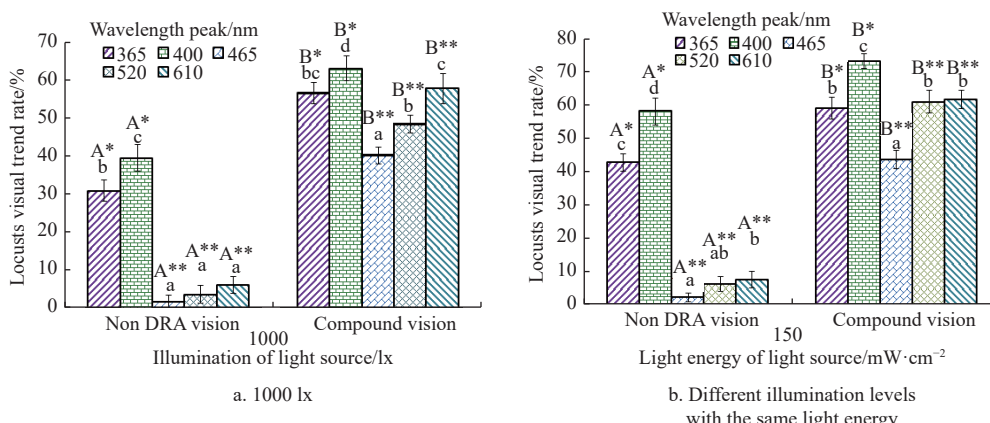 Wavelength peak/nm
365 400 465
520 610
Locusts visual trend rate/%
70
60
50
40
30
20
10
0
A*
b
A*
c
A**
a
A**
a
A**
a
B*
bc
B*
d
B**
a
B**
b
B**
c
Non DRA vision Compound vision
1000
Illumination of light source/lx
a. 1000 lx
Wavelength peak/nm
365 400 465
520 610
Locusts visual trend rate/%
80
70
60
50
40
30
20
10
0
A*
c
A*
d
A**
a
A**
ab
A**
b
B*
b
B*
c
B**
a
B**
b
B**
b
Non DRA vision Compound vision
150
Light energy of light source/mW·cm⁻²
b. Different illumination levels
with the same light energy